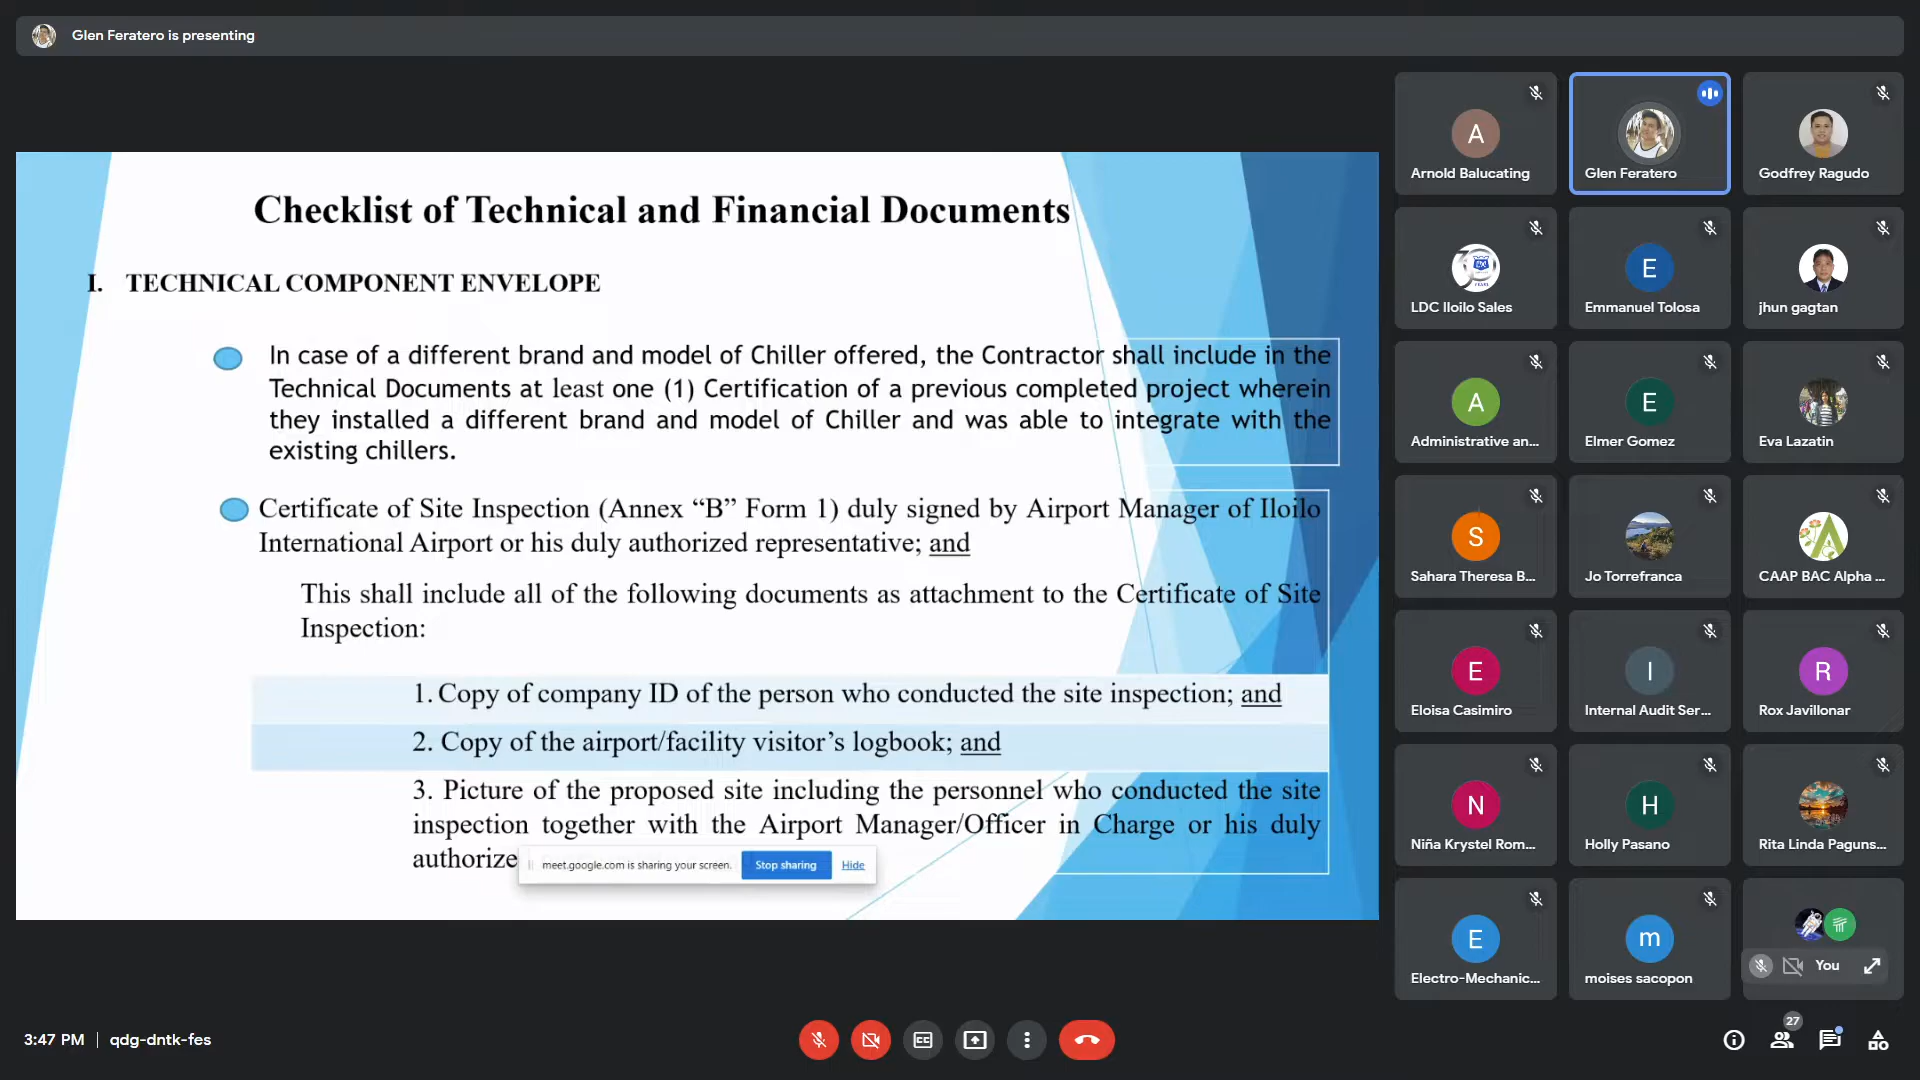 Glen Feratero is presenting
Checklist of Technical and Financial Documents
I. TECHNICAL COMPONENT ENVELOPE
In case of a different brand and model of Chiller offered, the Contractor shall include in the
Technical Documents at least one (1) Certification of a previous completed project wherein
they installed a different brand and model of Chiller and was able to integrate with the
existing chillers.
Certificate of Site Inspection (Annex “B” Form 1) duly signed by Airport Manager of Iloilo
International Airport or his duly authorized representative; and
This shall include all of the following documents as attachment to the Certificate of Site
Inspection:
1. Copy of company ID of the person who conducted the site inspection; and
2. Copy of the airport/facility visitor’s logbook; and
3. Picture of the proposed site including the personnel who conducted the site
inspection together with the Airport Manager/Officer in Charge or his duly
authorize
meet.google.com is sharing your screen. Stop sharing Hide
A
Arnold Balucating
Glen Feratero
Godfrey Ragudo
LDC Iloilo Sales
E
Emmanuel Tolosa
jhun gagtan
A
Administrative an...
E
Elmer Gomez
Eva Lazatin
S
Sahara Theresa B...
Jo Torrefranca
CAAP BAC Alpha ...
E
Eloisa Casimiro
I
Internal Audit Ser...
R
Rox Javillonar
N
Niña Krystel Rom...
H
Holly Pasano
Rita Linda Paguns...
E
Electro-Mechanic...
m
moises sacopon
You
3:47 PM | qdg-dntk-fes
CC
27